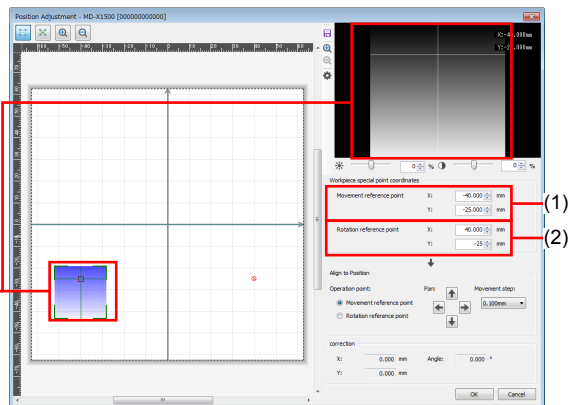 Position Adjustment - MD-X1500 [000000000000]
X:-40.000mm
Y:-25.000mm
0 % 0 %
Workpiece special point coordinates
Movement reference point X: -40.000 mm
Y: -25.000 mm
(1)
Rotation reference point X: 40.000 mm
Y: -25 mm
(2)
Align to Position
Operation point: Pan: Movement step:
Movement reference point
0.100mm
Rotation reference point
correction
X: 0.000 mm Angle: 0.000 °
Y: 0.000 mm
OK Cancel